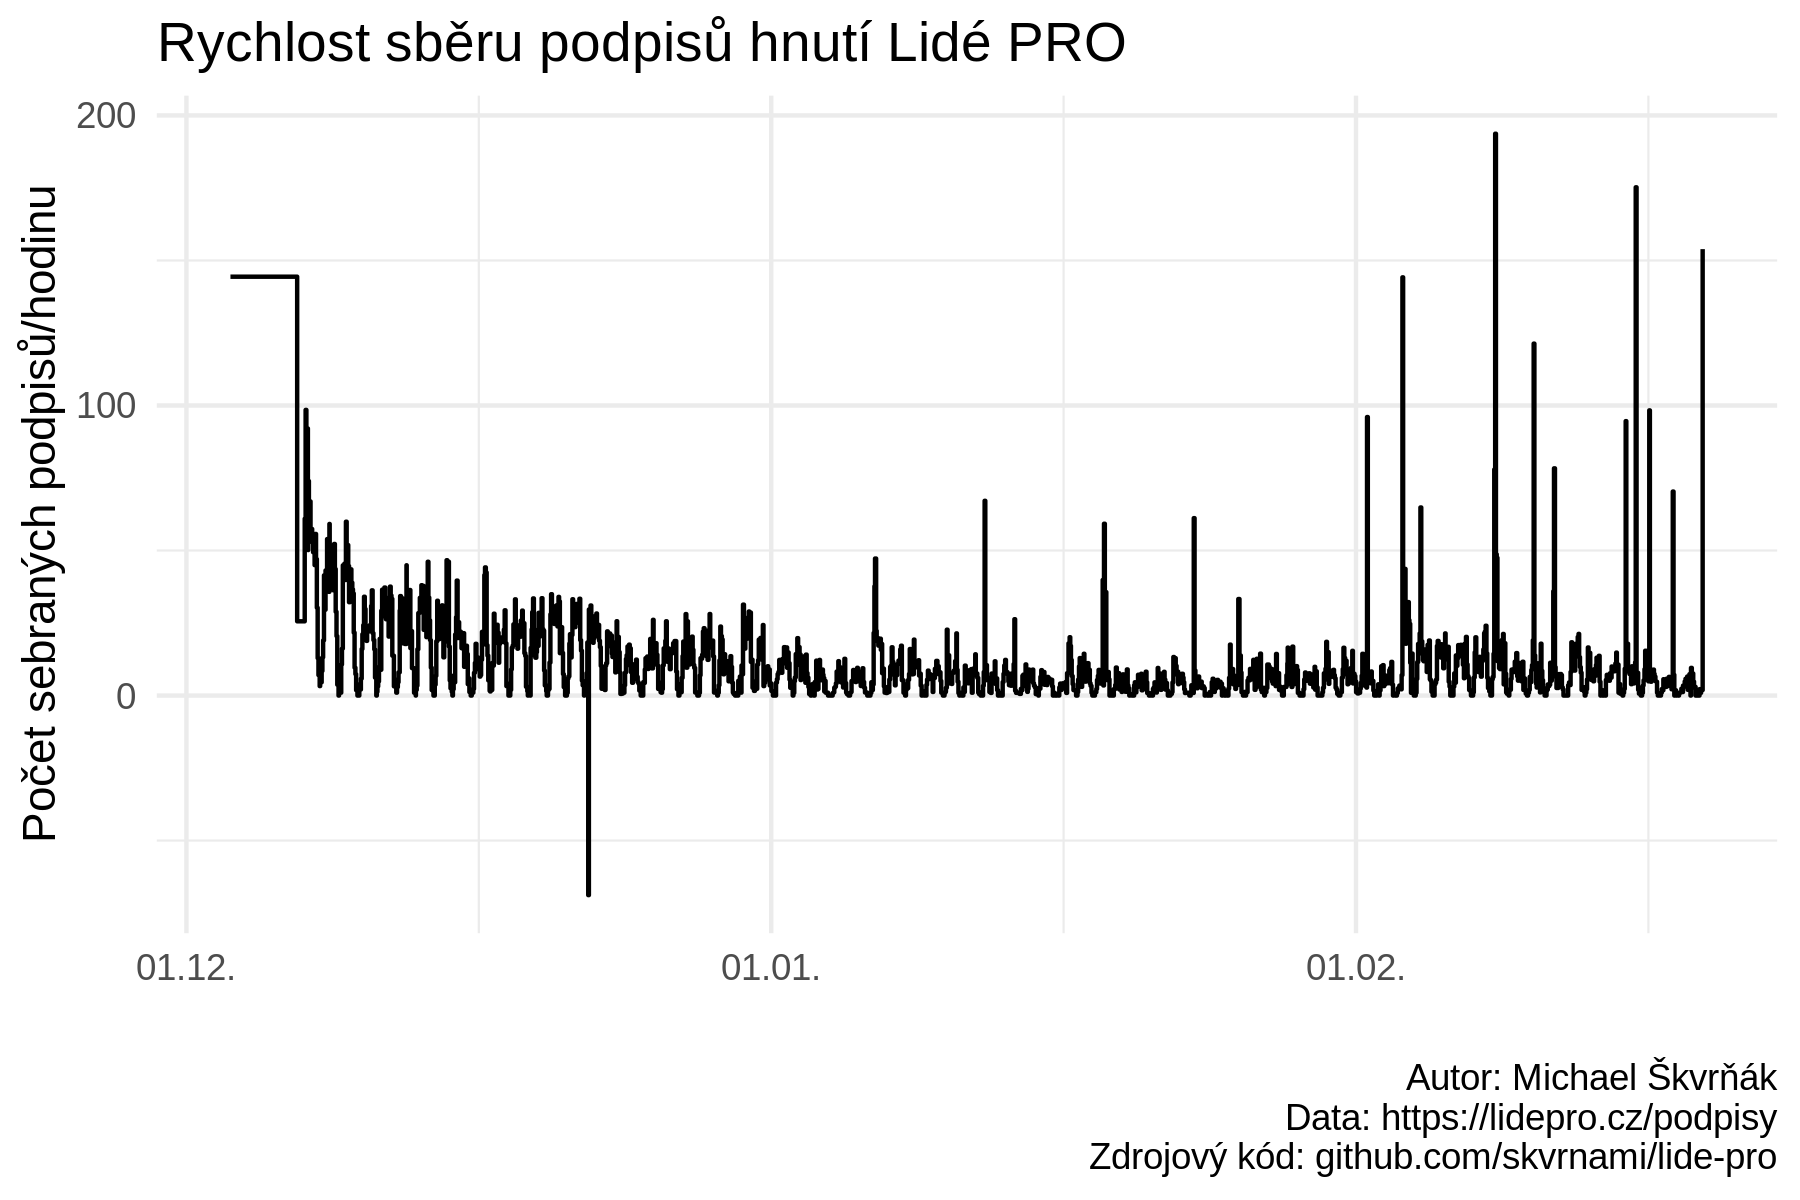 Rychlost sběru podpisů hnutí Lidé PRO
Počet sebraných podpisů/hodinu
200
100
0
01.12.
01.01.
01.02.
Autor: Michael Škvrňák
Data: https://lidepro.cz/podpisy
Zdrojový kód: github.com/skvrnami/lide-pro